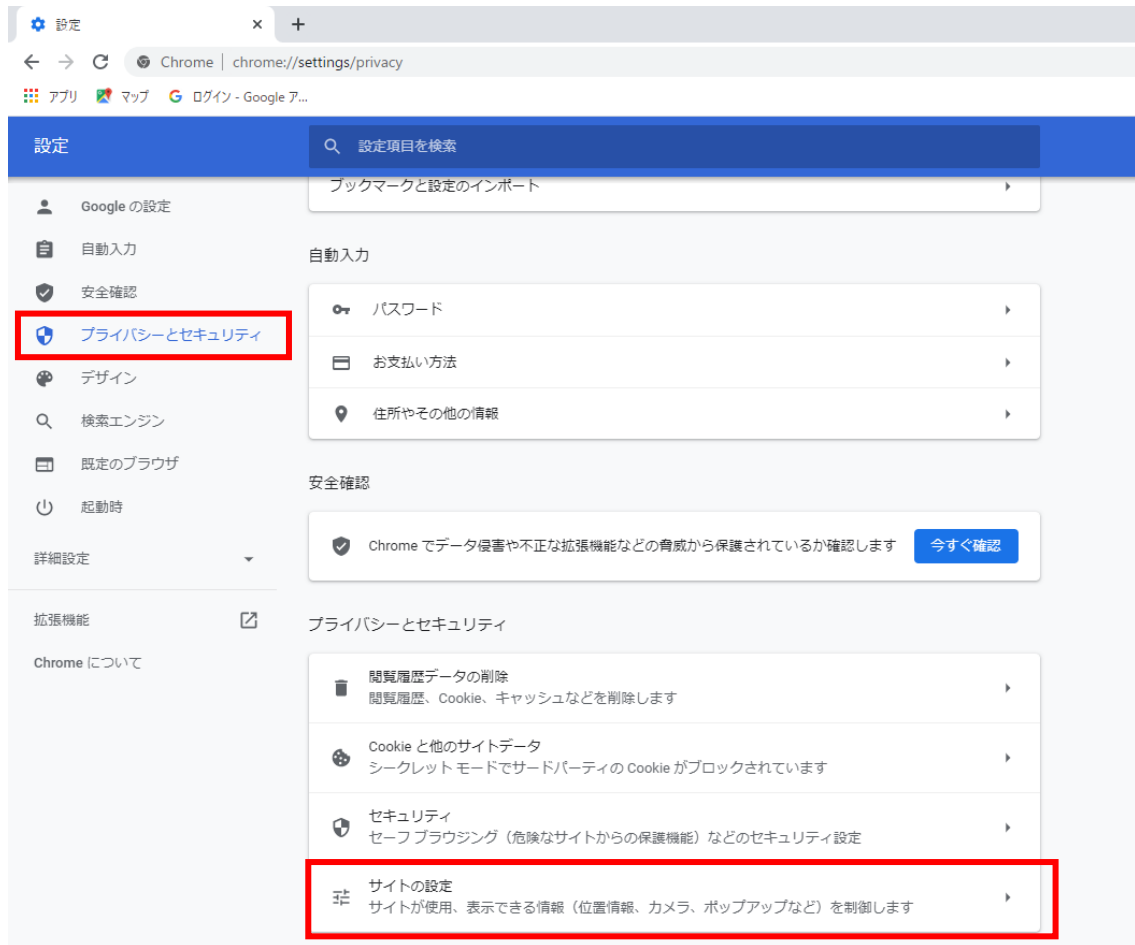 設定
Chrome | chrome://settings/privacy
アプリ マップ ログイン - Google ア...
設定
設定項目を検索
ブックマークと設定のインポート
Google の設定
自動入力
安全確認
プライバシーとセキュリティ
デザイン
検索エンジン
既定のブラウザ
起動時
詳細設定
拡張機能
Chrome について
自動入力
パスワード
お支払い方法
住所やその他の情報
安全確認
Chrome でデータ侵害や不正な拡張機能などの脅威から保護されているか確認します
今すぐ確認
プライバシーとセキュリティ
閲覧履歴データの削除
閲覧履歴、Cookie、キャッシュなどを削除します
Cookie と他のサイトデータ
シークレット モードでサードパーティの Cookie がブロックされています
セキュリティ
セーフ ブラウジング（危険なサイトからの保護機能）などのセキュリティ設定
サイトの設定
サイトが使用、表示できる情報（位置情報、カメラ、ポップアップなど）を制御します